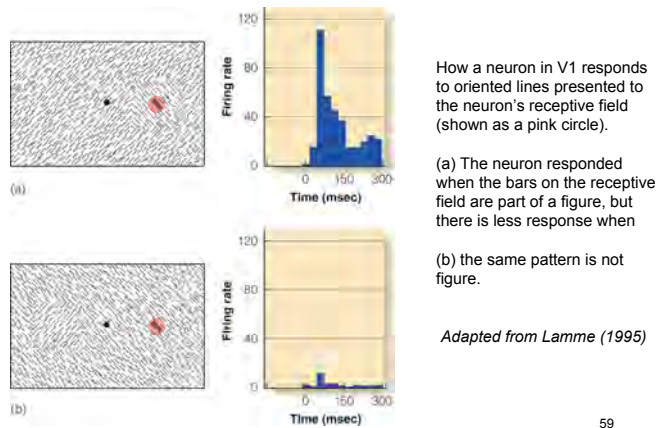 120
80
40
0
Firing rate
0 150 300
Time (msec)
(a)
120
80
40
0
Firing rate
0 150 300
Time (msec)
(b)
How a neuron in V1 responds
to oriented lines presented to
the neuron’s receptive field
(shown as a pink circle).
(a) The neuron responded
when the bars on the receptive
field are part of a figure, but
there is less response when
(b) the same pattern is not
figure.
Adapted from Lamme (1995)
59